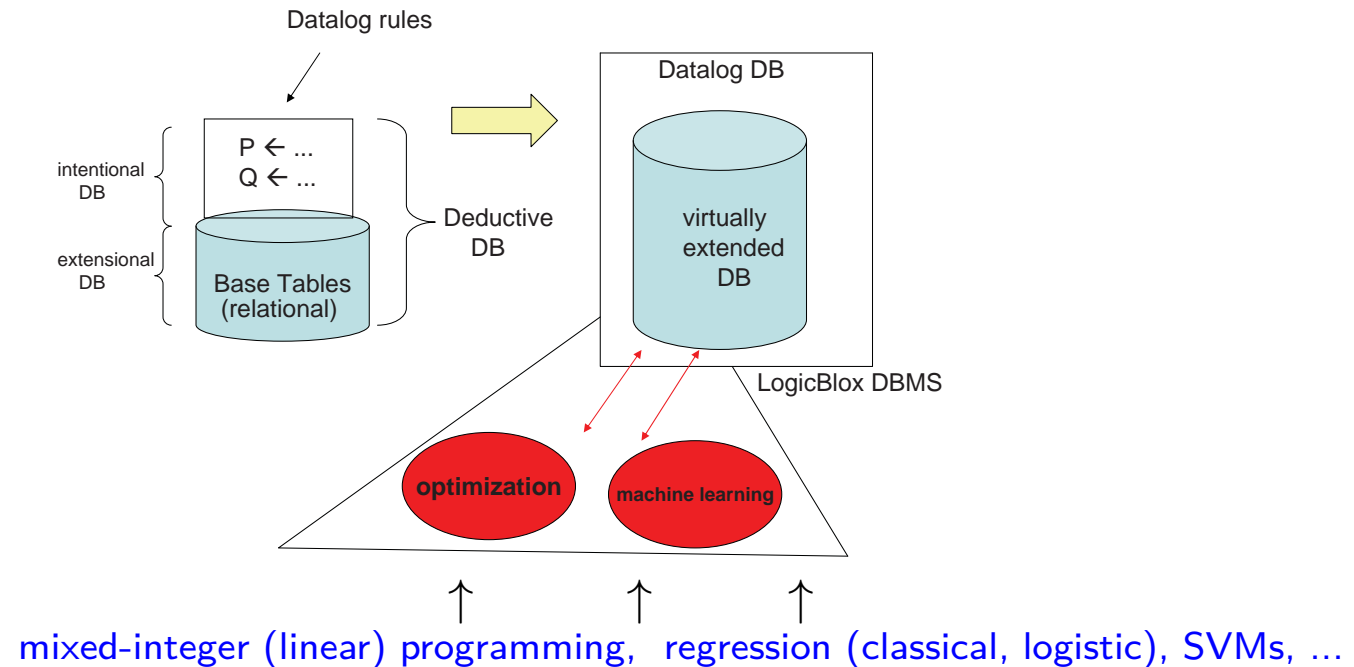 Datalog rules
P ← ...
Q ← ...
intentional
DB
extensional
DB
Base Tables
(relational)
Deductive
DB
Datalog DB
virtually
extended
DB
LogicBlox DBMS
optimization
machine learning
mixed-integer (linear) programming, regression (classical, logistic), SVMs, ...